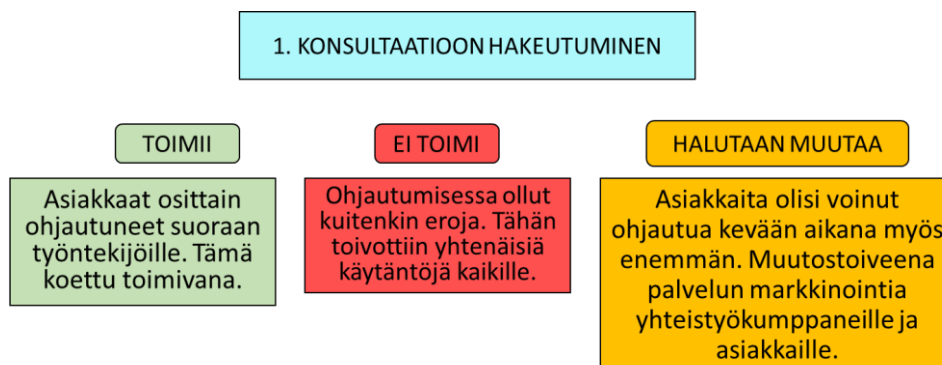 1. KONSULTAATIOON HAKEUTUMINEN
TOIMII
Asiakkaat osittain
ohjautuneet suoraan
työntekijöille. Tämä
koettu toimivana.
EI TOIMI
Ohjautumisessa ollut
kuitenkin eroja. Tähän
toivottiin yhtenäisiä
käytäntöjä kaikille.
HALUTAAN MUUTAA
Asiakkaita olisi voinut
ohjautua kevään aikana myös
enemmän. Muutostoiveena
palvelun markkinointia
yhteistyökumppaneille ja
asiakkaille.